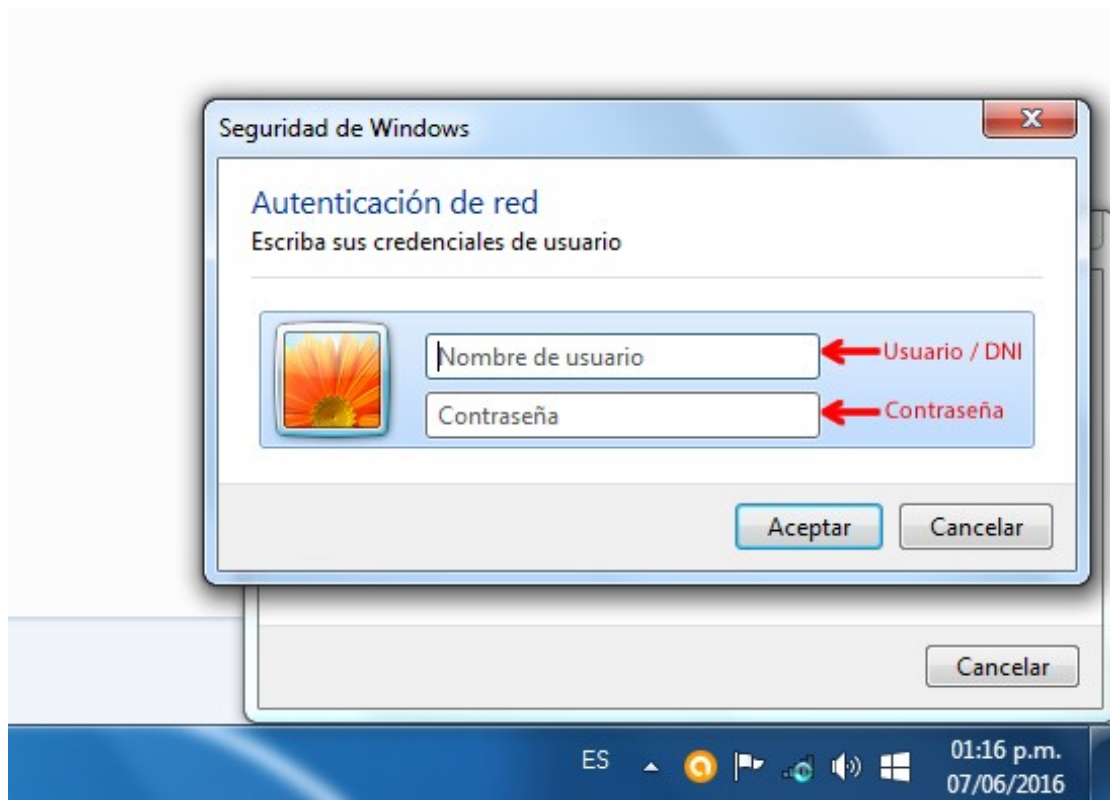 Seguridad de Windows
Autenticación de red
Escriba sus credenciales de usuario
Nombre de usuario
Usuario / DNI
Contraseña
Contraseña
Aceptar
Cancelar
Cancelar
ES
01:16 p.m.
07/06/2016